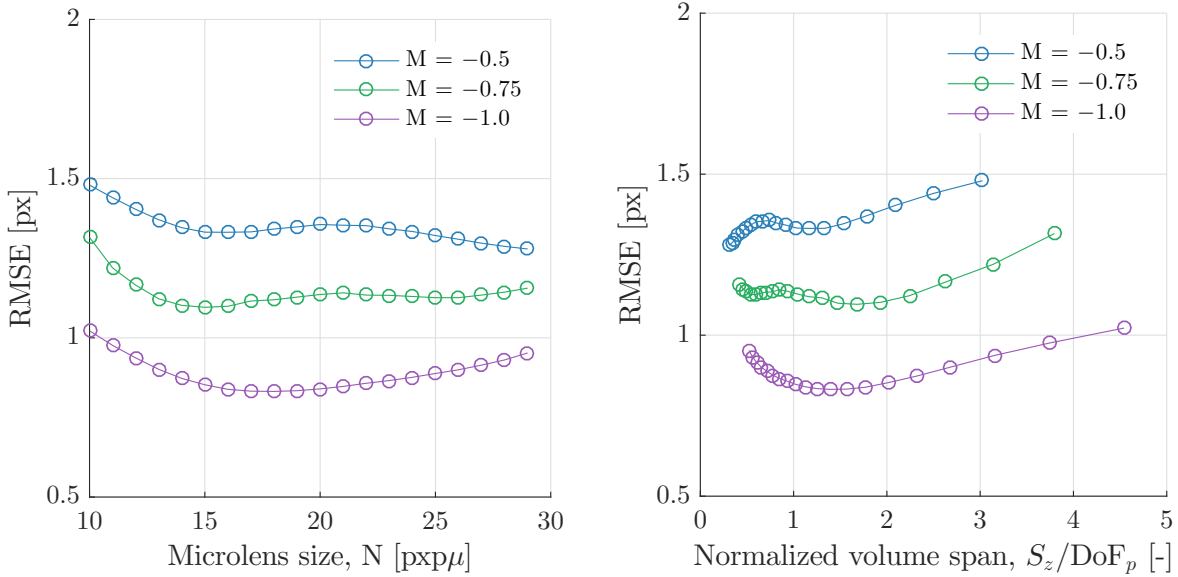 2
1.5
1
0.5
10
15
20
25
30
RMSE [px]
Microlens size, N [pxpμ]
M = −0.5
M = −0.75
M = −1.0
2
1.5
1
0.5
0
1
2
3
4
5
RMSE [px]
Normalized volume span, S_z/DoF_p [-]
M = −0.5
M = −0.75
M = −1.0